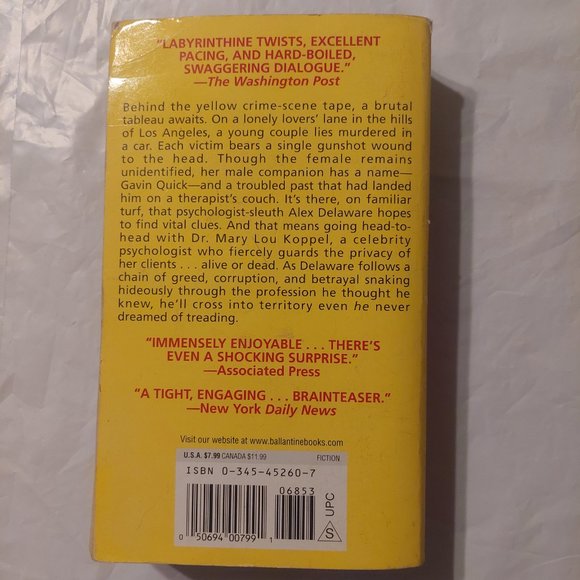 "LABYRINTHINE TWISTS, EXCELLENT
PACING, AND HARD-BOILED,
SWAGGERING DIALOGUE."
—The Washington Post
Behind the yellow crime-scene tape, a brutal
tableau awaits. On a lonely lovers' lane in the hills
of Los Angeles, a young couple lies murdered in
a car. Each victim bears a single gunshot wound
to the head. Though the female remains
unidentified, her male companion has a name—
Gavin Quick—and a troubled past that had landed
him on a therapist's couch. It's there, on familiar
turf, that psychologist-sleuth Alex Delaware hopes
to find vital clues. And that means going head-to-
head with Dr. Mary Lou Koppel, a celebrity
psychologist who fiercely guards the privacy of
her clients . . . alive or dead. As Delaware follows a
chain of greed, corruption, and betrayal snaking
hideously through the profession he thought he
knew, he'll cross into territory even he never
dreamed of treading.
"IMMENSELY ENJOYABLE . . . THERE'S
EVEN A SHOCKING SURPRISE."
—Associated Press
"A TIGHT, ENGAGING . . . BRAINTEASER."
—New York Daily News
Visit our website at www.ballantinebooks.com
U.S.A. $7.99 CANADA $11.99 FICTION
ISBN 0-345-45260-7
06853
0 50694 00799 1
S UPC